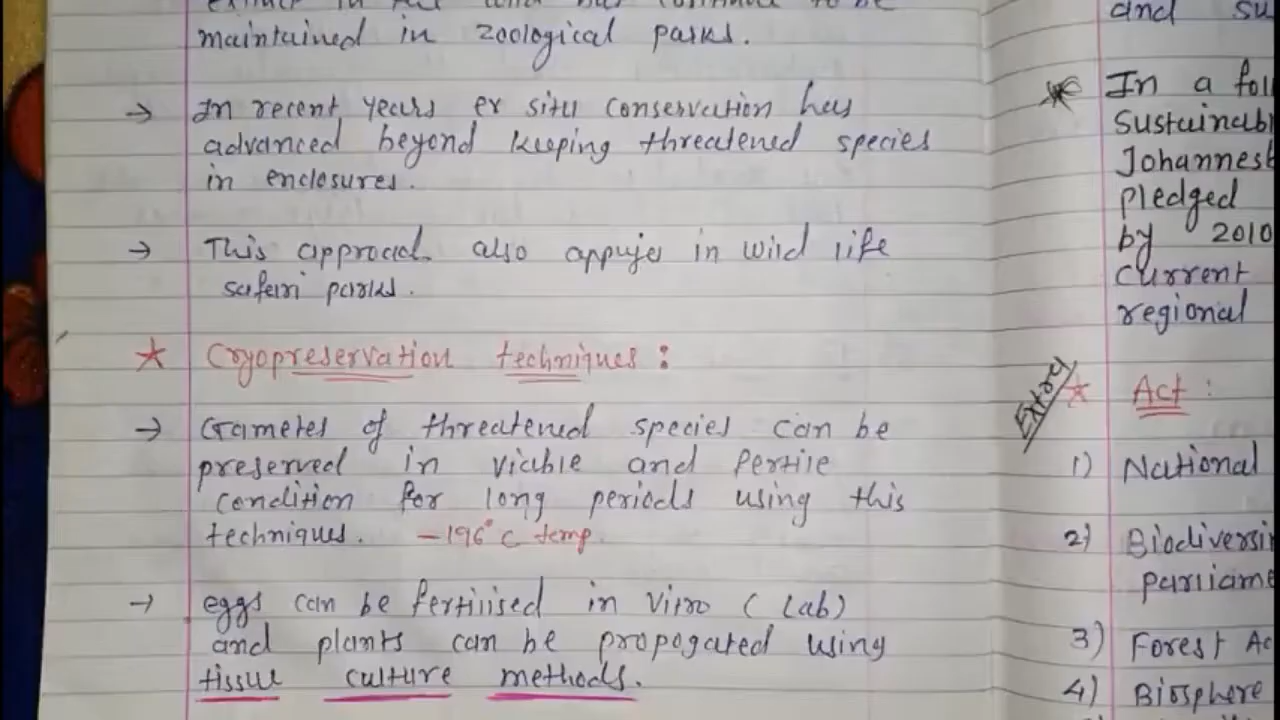 maintained in zoological parks.
→ In recent years ex situ conservation has
advanced beyond keeping threatened species
in enclosures.
→ This approach also applies in wild life
safari parks.
★ Cryopreservation techniques :
→ Gametes of threatened species can be
preserved in viable and fertile
condition for long periods using this
techniques. -196°C temp.
→ eggs can be fertilised in vitro (Lab)
and plants can be propogated using
tissue culture methods.
and su
In a fol
sustainab
Johannesb
pledged
by 2010
current
regional
Extra
★ Act :
1) National
2) Biodiversi
parliame
3) Forest Ac
4) Biosphere